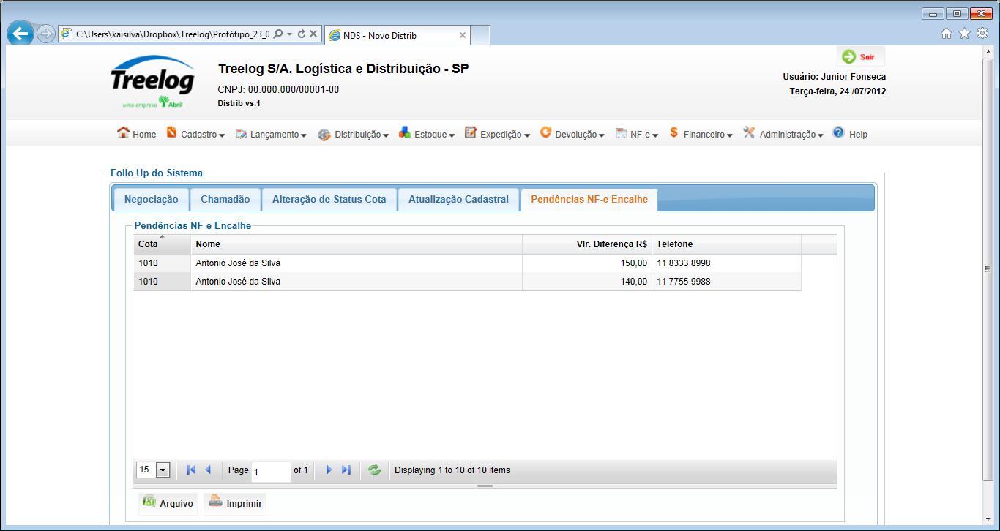 C:\Users\kaisilva\Dropbox\Treelog\Protótipo_23_0
NDS - Novo Distrib
Sair
Treelog
uma empresa Abril
Treelog S/A. Logística e Distribuição - SP
CNPJ: 00.000.000/00001-00
Distrib vs.1
Usuário: Junior Fonseca
Terça-feira, 24 /07/2012
Home Cadastro Lançamento Distribuição Estoque Expedição Devolução NF-e Financeiro Administração Help
Follo Up do Sistema
Negociação Chamadão Alteração de Status Cota Atualização Cadastral Pendências NF-e Encalhe
Pendências NF-e Encalhe
Cota Nome Vlr. Diferença R$ Telefone
1010 Antonio José da Silva 150,00 11 8333 8998
1010 Antonio José da Silva 140,00 11 7755 9988
15 Page 1 of 1 Displaying 1 to 10 of 10 items
Arquivo Imprimir